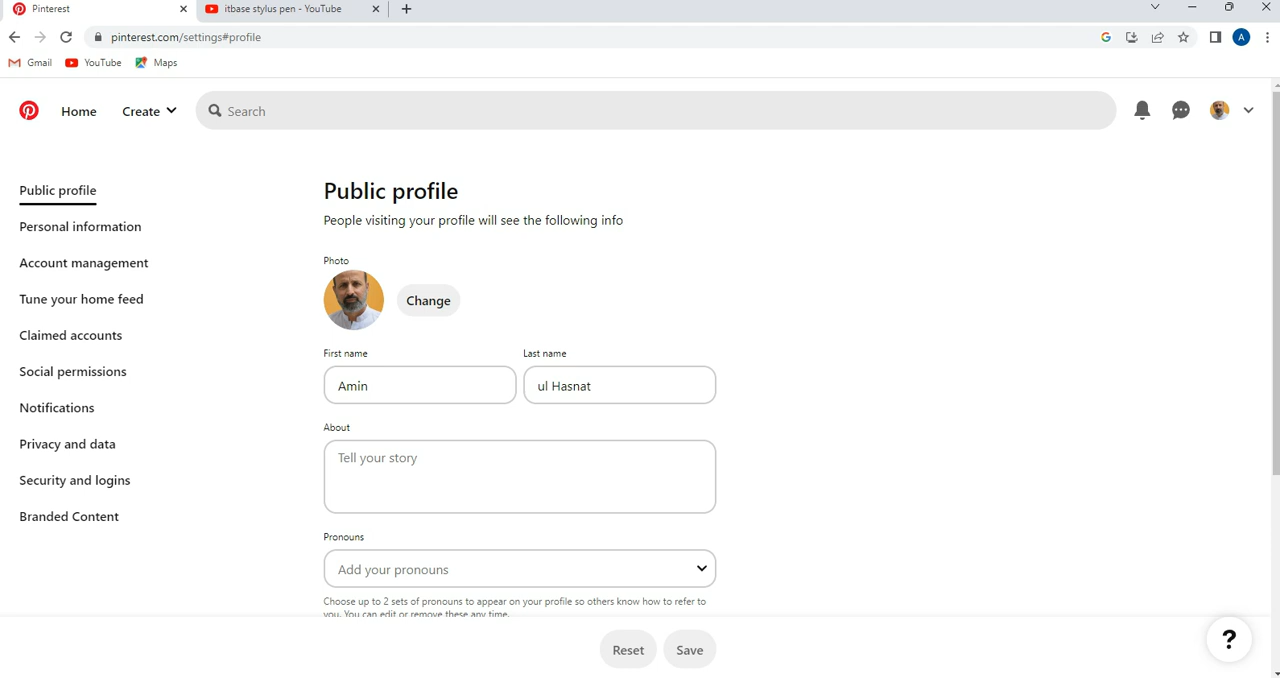 Pinterest
itbase stylus pen - YouTube
pinterest.com/settings#profile
A
Gmail
YouTube
Maps
Home
Create
Search
Public profile
Personal information
Account management
Tune your home feed
Claimed accounts
Social permissions
Notifications
Privacy and data
Security and logins
Branded Content
Public profile
People visiting your profile will see the following info
Photo
Change
First name
Last name
Amin
ul Hasnat
About
Tell your story
Pronouns
Add your pronouns
Choose up to 2 sets of pronouns to appear on your profile so others know how to refer to
you. You can edit or remove these any time.
Reset
Save
?